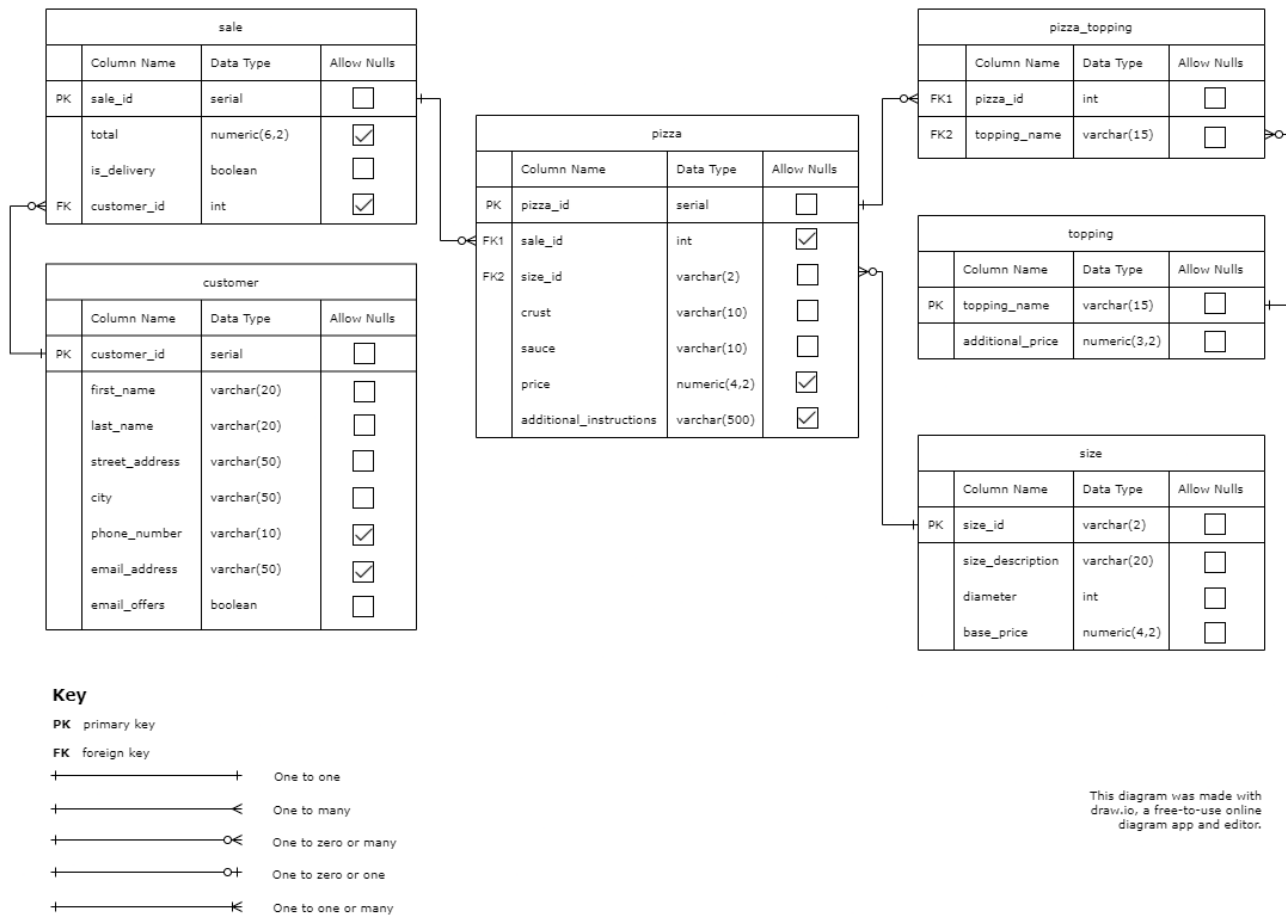 sale
Column Name Data Type Allow Nulls
PK sale_id serial
total numeric(6,2)
is_delivery boolean
FK customer_id int
customer
Column Name Data Type Allow Nulls
PK customer_id serial
first_name varchar(20)
last_name varchar(20)
street_address varchar(50)
city varchar(50)
phone_number varchar(10)
email_address varchar(50)
email_offers boolean
pizza
Column Name Data Type Allow Nulls
PK pizza_id serial
FK1 sale_id int
FK2 size_id varchar(2)
crust varchar(10)
sauce varchar(10)
price numeric(4,2)
additional_instructions varchar(500)
pizza_topping
Column Name Data Type Allow Nulls
FK1 pizza_id int
FK2 topping_name varchar(15)
topping
Column Name Data Type Allow Nulls
PK topping_name varchar(15)
additional_price numeric(3,2)
size
Column Name Data Type Allow Nulls
PK size_id varchar(2)
size_description varchar(20)
diameter int
base_price numeric(4,2)
Key
PK primary key
FK foreign key
One to one
One to many
One to zero or many
One to zero or one
One to one or many
This diagram was made with
draw.io, a free-to-use online
diagram app and editor.